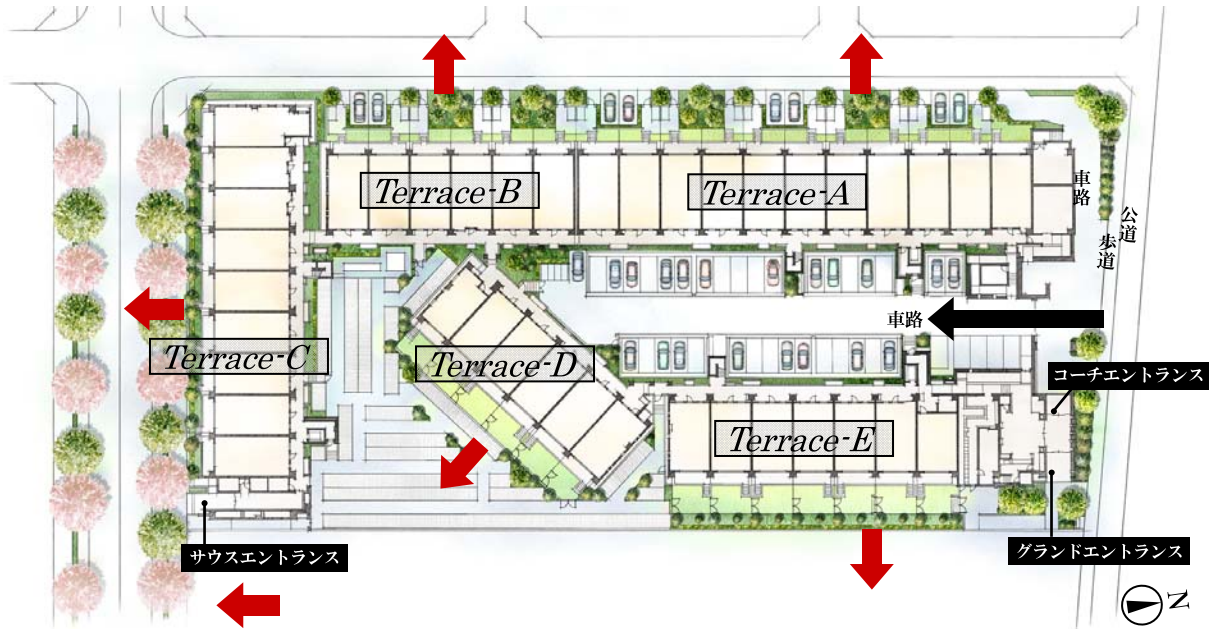 Terrace-B
Terrace-A
車路
公道
歩道
車路
Terrace-C
Terrace-D
コーチエントランス
Terrace-E
サウスエントランス
グランドエントランス
N